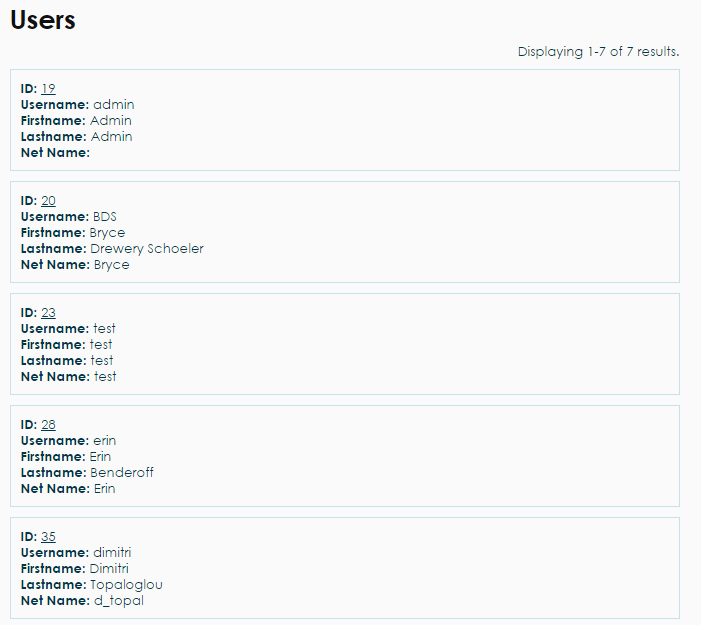 Users
Displaying 1-7 of 7 results.
ID: 19
Username: admin
Firstname: Admin
Lastname: Admin
Net Name:
ID: 20
Username: BDS
Firstname: Bryce
Lastname: Drewery Schoeler
Net Name: Bryce
ID: 23
Username: test
Firstname: test
Lastname: test
Net Name: test
ID: 28
Username: erin
Firstname: Erin
Lastname: Benderoff
Net Name: Erin
ID: 35
Username: dimitri
Firstname: Dimitri
Lastname: Topaloglou
Net Name: d_topal